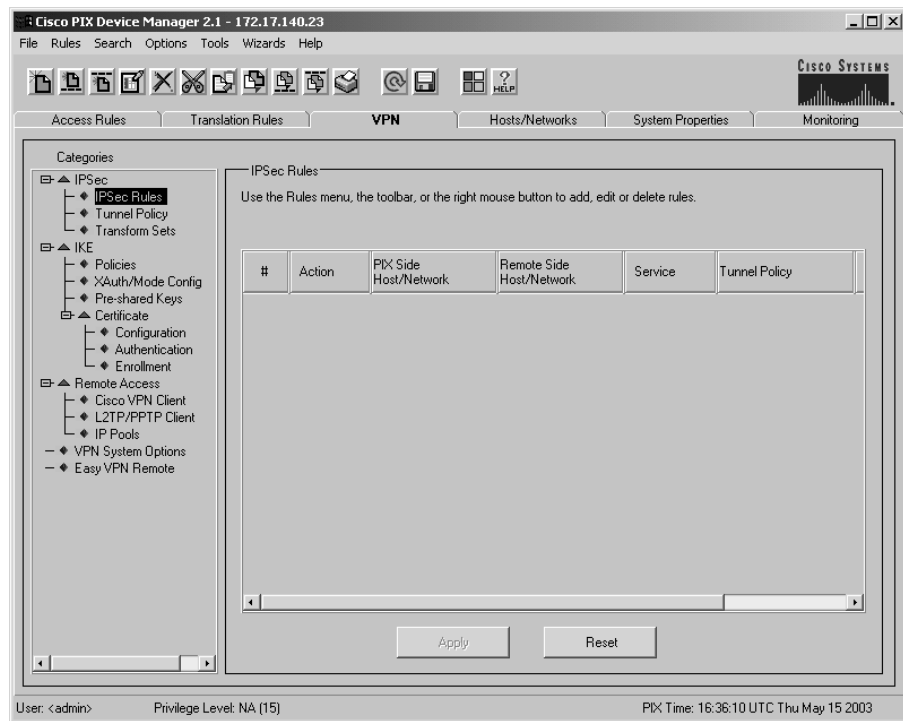 Cisco PIX Device Manager 2.1 - 172.17.140.23
File Rules Search Options Tools Wizards Help
HELP
CISCO SYSTEMS
Access Rules Translation Rules VPN Hosts/Networks System Properties Monitoring
Categories
IPSec
IPSec Rules
Tunnel Policy
Transform Sets
IKE
Policies
XAuth/Mode Config
Pre-shared Keys
Certificate
Configuration
Authentication
Enrollment
Remote Access
Cisco VPN Client
L2TP/PPTP Client
IP Pools
VPN System Options
Easy VPN Remote
IPSec Rules
Use the Rules menu, the toolbar, or the right mouse button to add, edit or delete rules.
# Action PIX Side Host/Network Remote Side Host/Network Service Tunnel Policy
Apply Reset
User: <admin> Privilege Level: NA (15) PIX Time: 16:36:10 UTC Thu May 15 2003